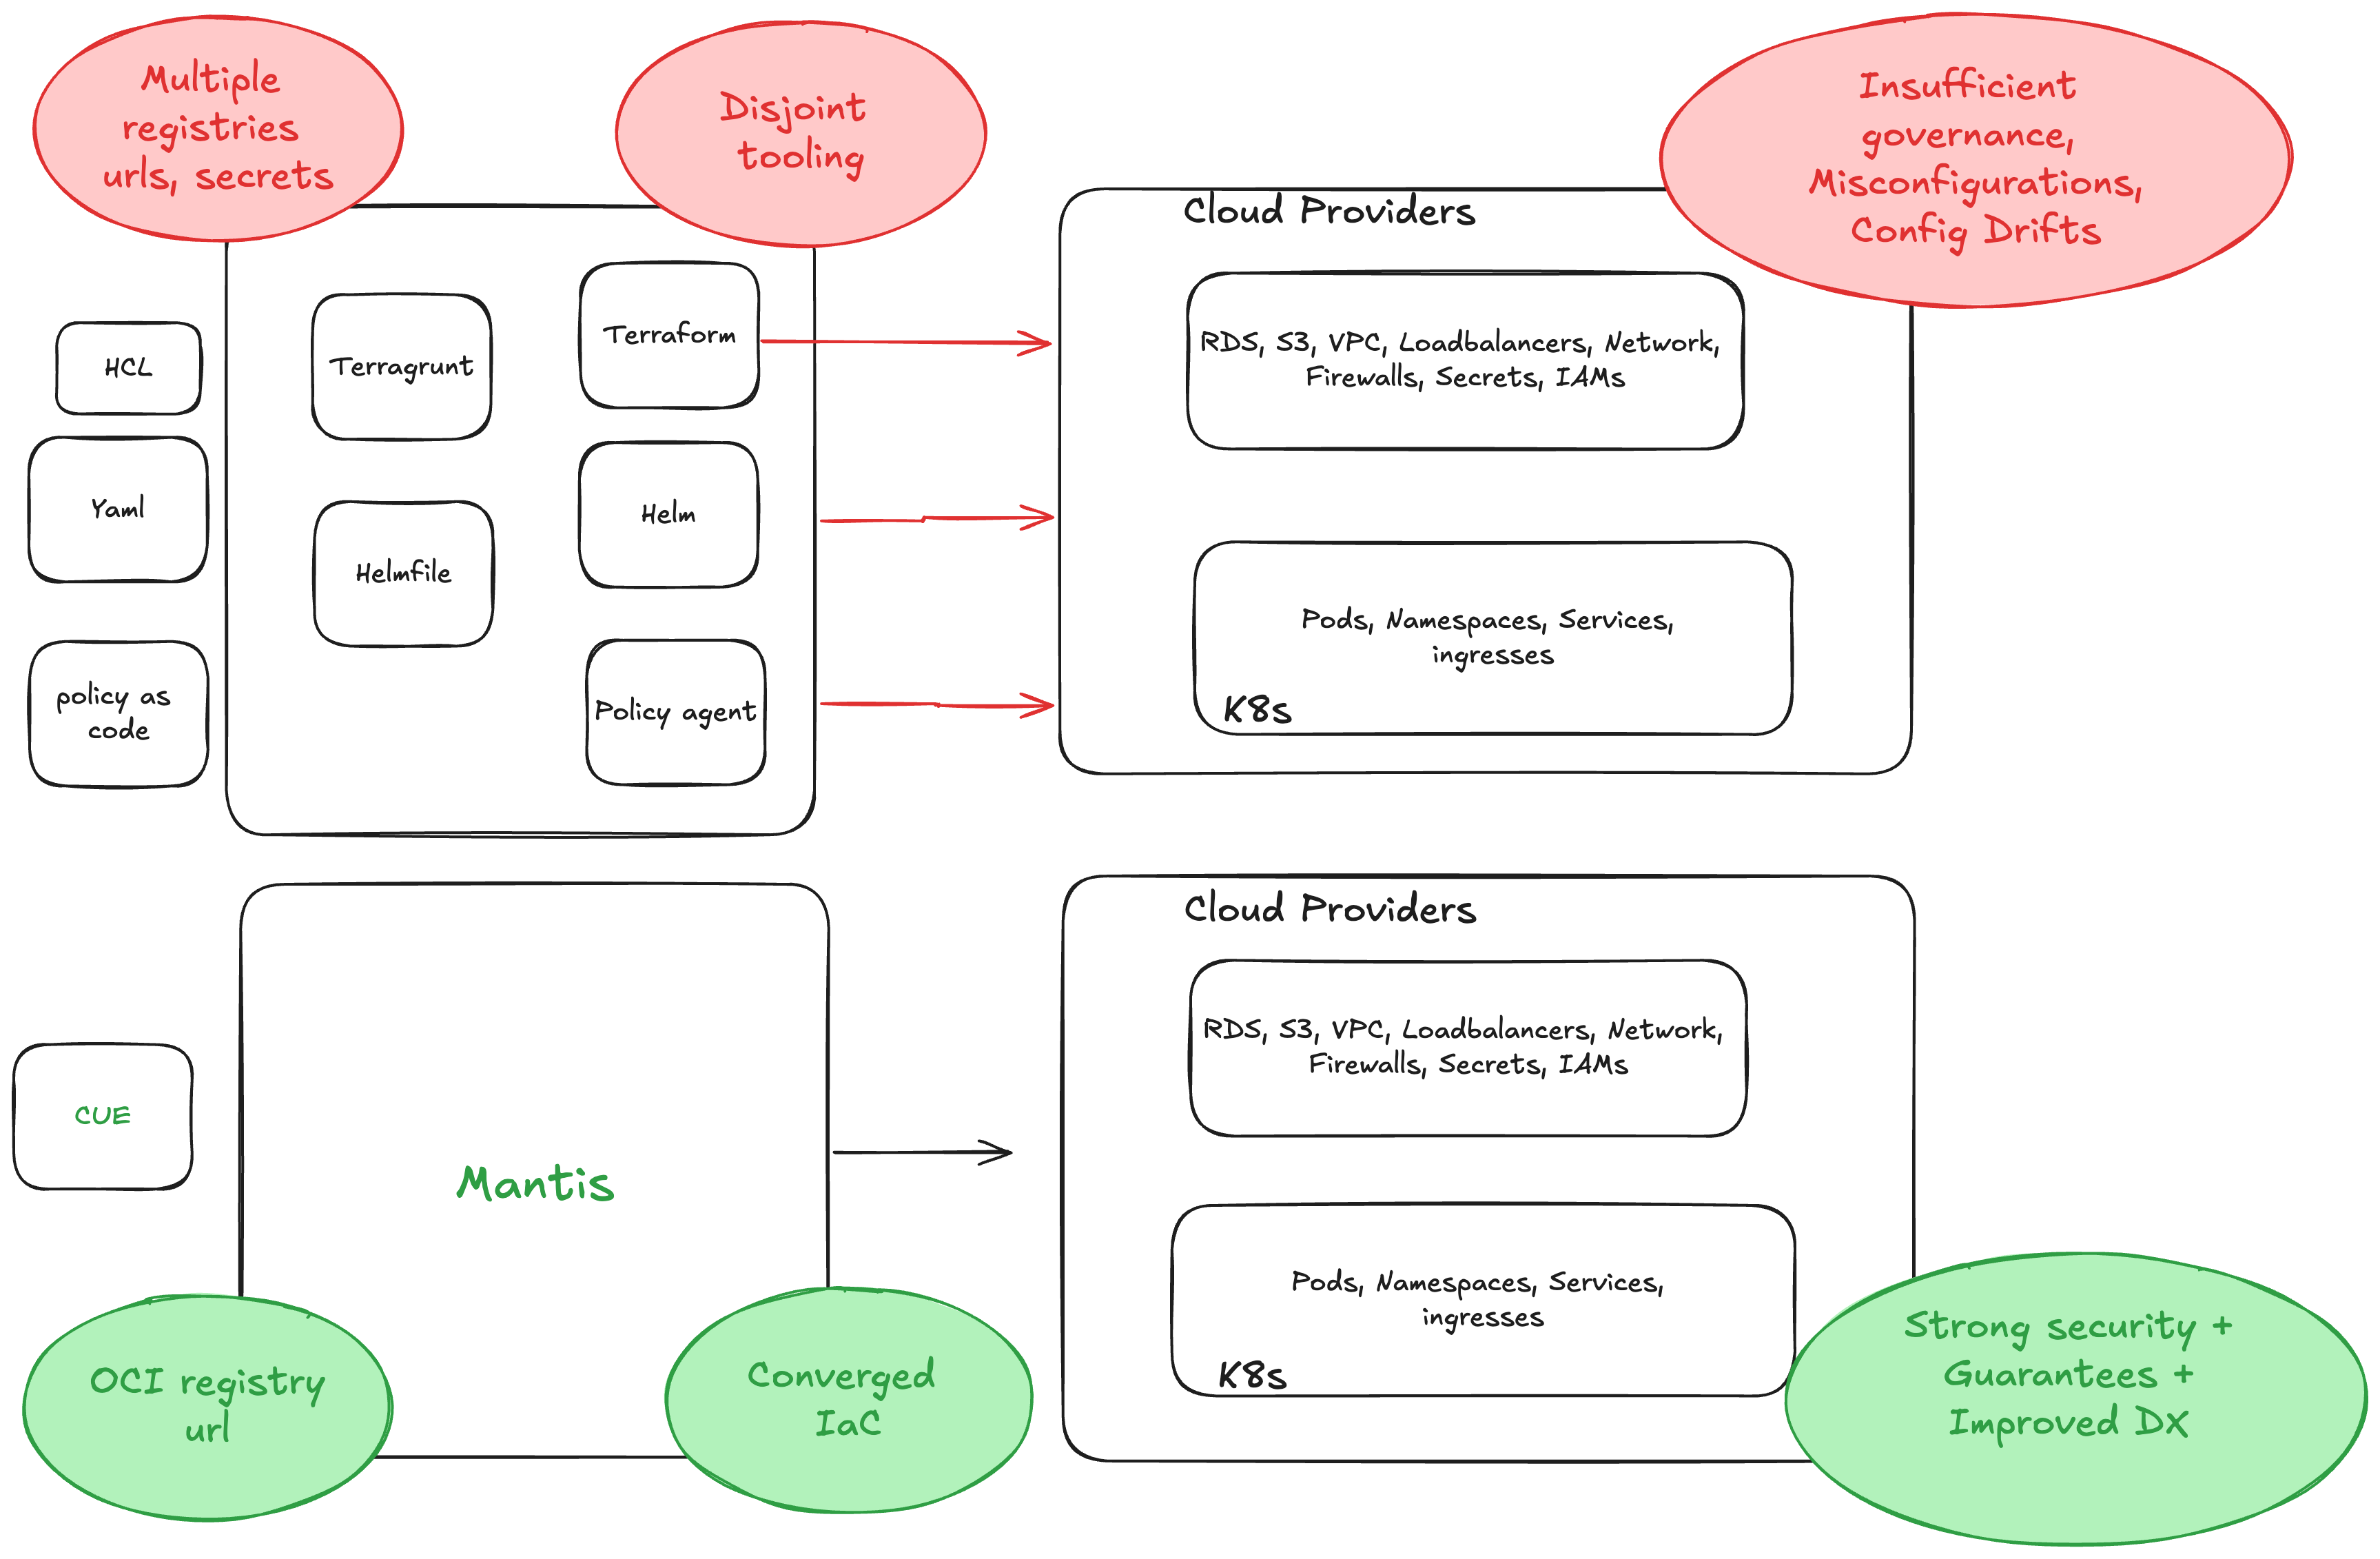 Multiple
registries
urls, secrets
Disjoint
tooling
Insufficient
governance,
Misconfigurations,
Config Drifts
Cloud Providers
HCL
Yaml
policy as
code
Terragrunt
Helmfile
Terraform
Helm
Policy agent
RDS, S3, VPC, Loadbalancers, Network,
Firewalls, Secrets, IAMs
Pods, Namespaces, Services,
ingresses
K8s
CUE
Mantis
OCI registry
url
Converged
IaC
Cloud Providers
RDS, S3, VPC, Loadbalancers, Network,
Firewalls, Secrets, IAMs
Pods, Namespaces, Services,
ingresses
K8s
Strong security +
Guarantees +
Improved DX